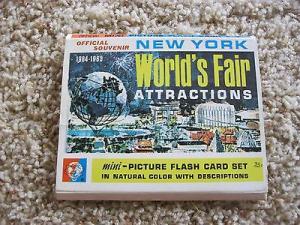 OFFICIAL
SOUVENIR
NEW YORK
1964-1965
World's Fair
ATTRACTIONS
mini-PICTURE FLASH CARD SET
IN NATURAL COLOR WITH DESCRIPTIONS